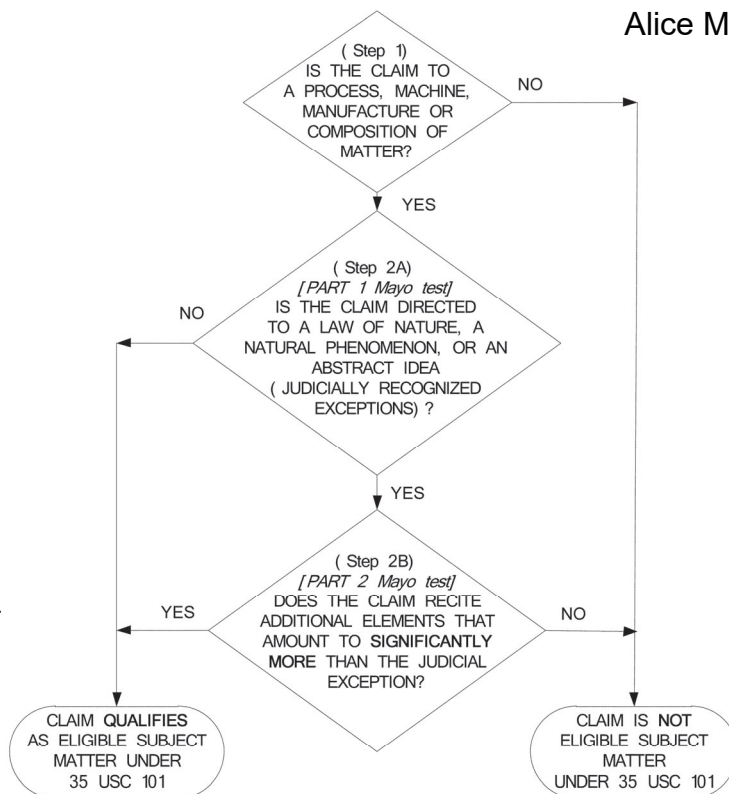 Alice M
( Step 1)
IS THE CLAIM TO
A PROCESS, MACHINE,
MANUFACTURE OR
COMPOSITION OF
MATTER?
NO
YES
( Step 2A)
[PART 1 Mayo test]
IS THE CLAIM DIRECTED
TO A LAW OF NATURE, A
NATURAL PHENOMENON, OR AN
ABSTRACT IDEA
( JUDICIALLY RECOGNIZED
EXCEPTIONS) ?
NO
YES
( Step 2B)
[PART 2 Mayo test]
DOES THE CLAIM RECITE
ADDITIONAL ELEMENTS THAT
AMOUNT TO SIGNIFICANTLY
MORE THAN THE JUDICIAL
EXCEPTION?
YES
NO
CLAIM QUALIFIES
AS ELIGIBLE SUBJECT
MATTER UNDER
35 USC 101
CLAIM IS NOT
ELIGIBLE SUBJECT
MATTER
UNDER 35 USC 101